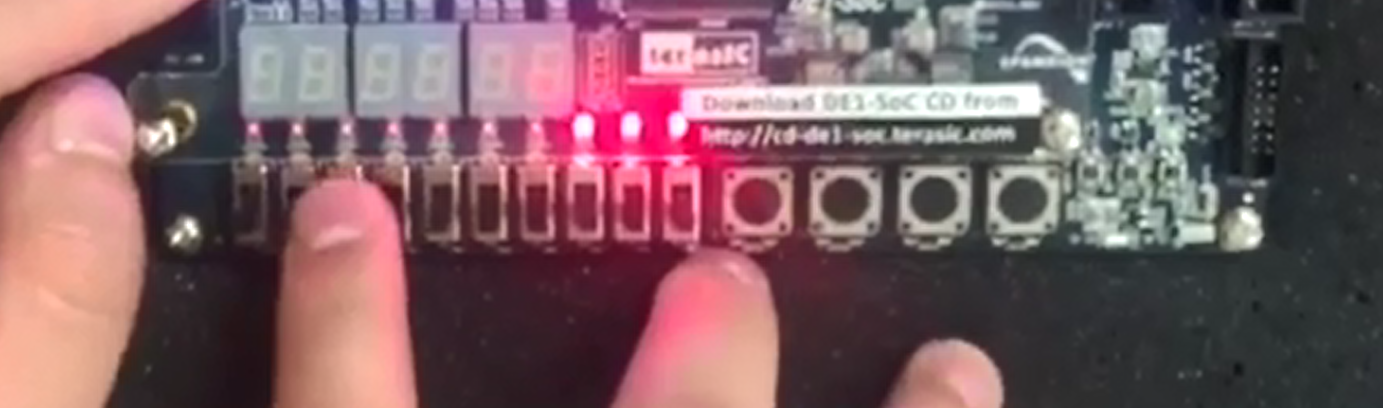 DE1-SoC
terasIC
Download DE1-SoC CD from
http://cd-de1-soc.terasic.com